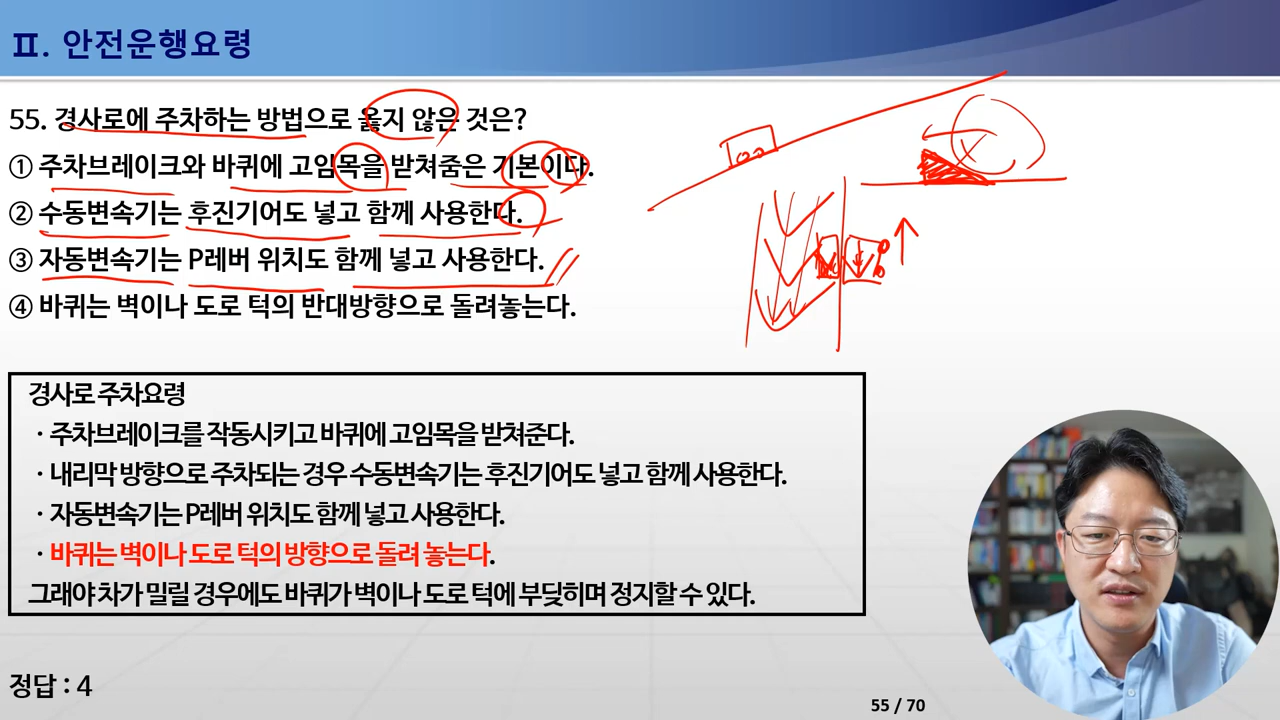 Ⅱ. 안전운행요령
55. 경사로에 주차하는 방법으로 옳지 않은 것은?
① 주차브레이크와 바퀴에 고임목을 받쳐줌은 기본이다.
② 수동변속기는 후진기어도 넣고 함께 사용한다.
③ 자동변속기는 P레버 위치도 함께 넣고 사용한다.
④ 바퀴는 벽이나 도로 턱의 반대방향으로 돌려놓는다.
경사로 주차요령
· 주차브레이크를 작동시키고 바퀴에 고임목을 받쳐준다.
· 내리막 방향으로 주차되는 경우 수동변속기는 후진기어도 넣고 함께 사용한다.
· 자동변속기는 P레버 위치도 함께 넣고 사용한다.
· 바퀴는 벽이나 도로 턱의 방향으로 돌려 놓는다.
그래야 차가 밀릴 경우에도 바퀴가 벽이나 도로 턱에 부딪히며 정지할 수 있다.
정답 : 4
55 / 70